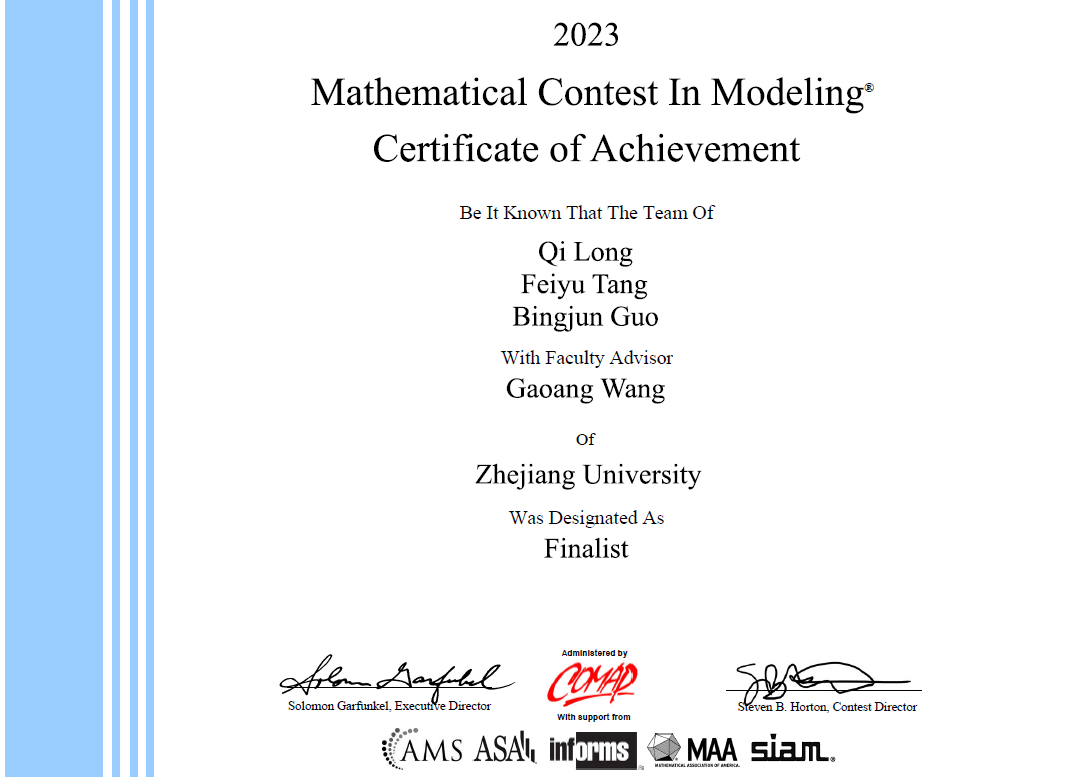 2023
Mathematical Contest In Modeling®
Certificate of Achievement
Be It Known That The Team Of
Qi Long
Feiyu Tang
Bingjun Guo
With Faculty Advisor
Gaoang Wang
Of
Zhejiang University
Was Designated As
Finalist
Administered by
COMAP
Solomon Garfunkel
Solomon Garfunkel, Executive Director
Steven B. Horton, Contest Director
With support from
AMS ASA informs MAA siam®
MATHEMATICAL ASSOCIATION OF AMERICA